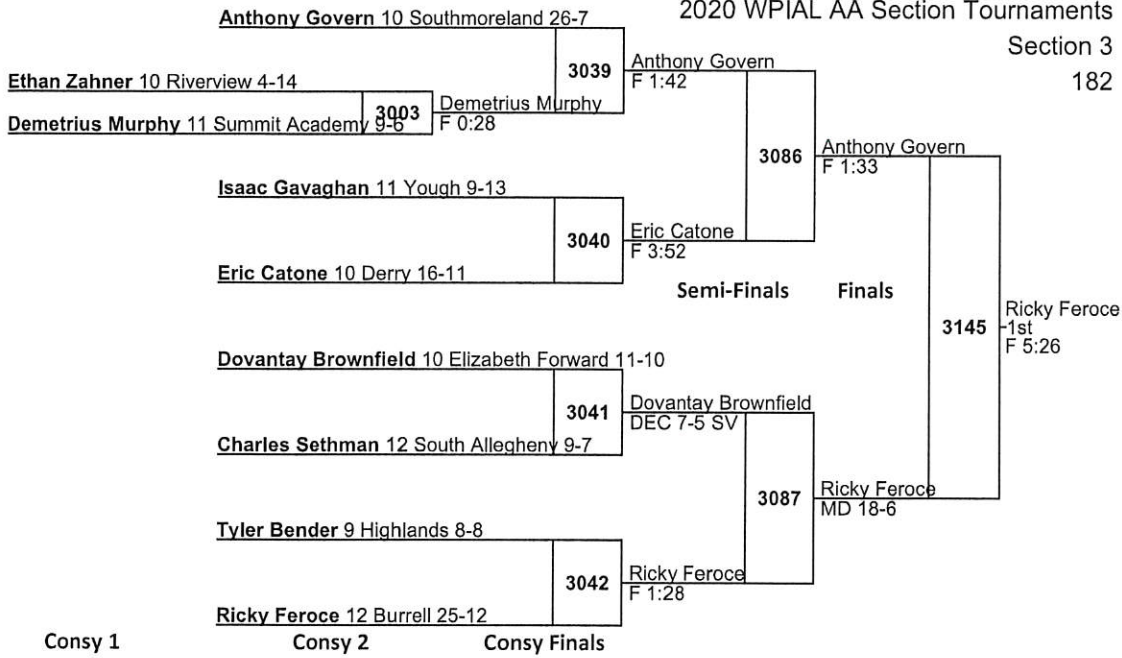 2020 WPIAL AA Section Tournaments
Section 3
182
Anthony Govern 10 Southmoreland 26-7
3039
Anthony Govern
F 1:42
Ethan Zahner 10 Riverview 4-14
3003
Demetrius Murphy
F 0:28
Demetrius Murphy 11 Summit Academy 9-6
3086
Anthony Govern
F 1:33
Isaac Gavaghan 11 Yough 9-13
3040
Eric Catone
F 3:52
Eric Catone 10 Derry 16-11
Semi-Finals
Finals
3145
Ricky Feroce
1st
F 5:26
Dovantay Brownfield 10 Elizabeth Forward 11-10
3041
Dovantay Brownfield
DEC 7-5 SV
Charles Sethman 12 South Allegheny 9-7
3087
Ricky Feroce
MD 18-6
Tyler Bender 9 Highlands 8-8
3042
Ricky Feroce
F 1:28
Ricky Feroce 12 Burrell 25-12
Consy 1
Consy 2
Consy Finals